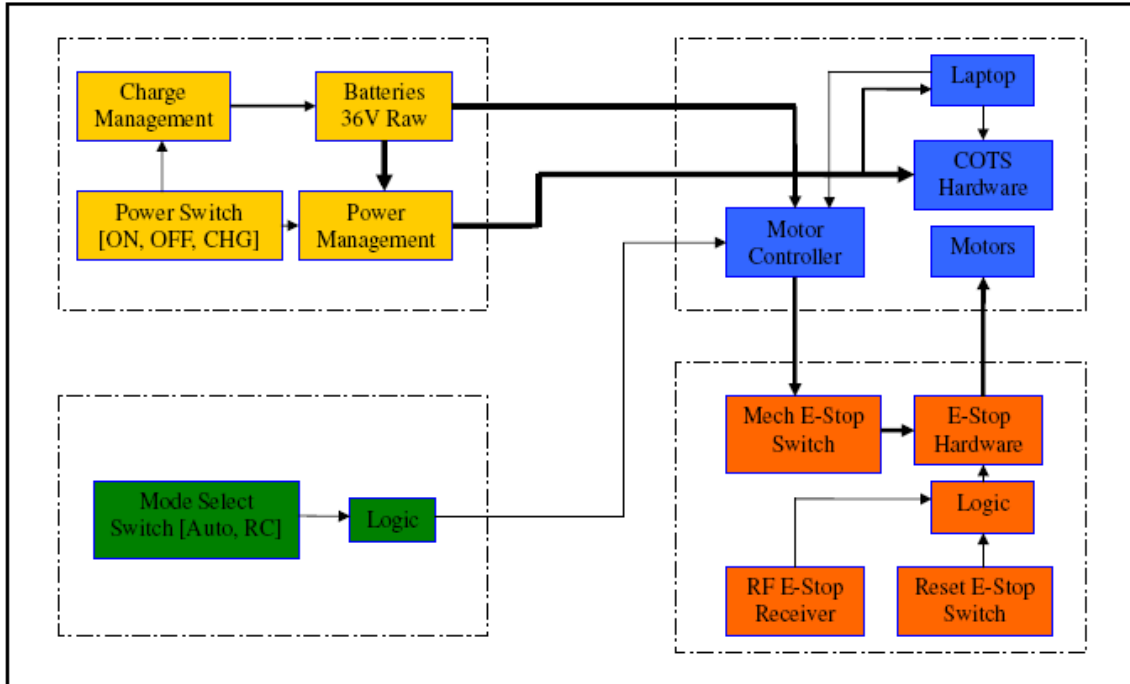 Charge
Management
Batteries
36V Raw
Power Switch
[ON, OFF, CHG]
Power
Management
Laptop
COTS
Hardware
Motor
Controller
Motors
Mode Select
Switch [Auto, RC]
Logic
Mech E-Stop
Switch
E-Stop
Hardware
Logic
RF E-Stop
Receiver
Reset E-Stop
Switch